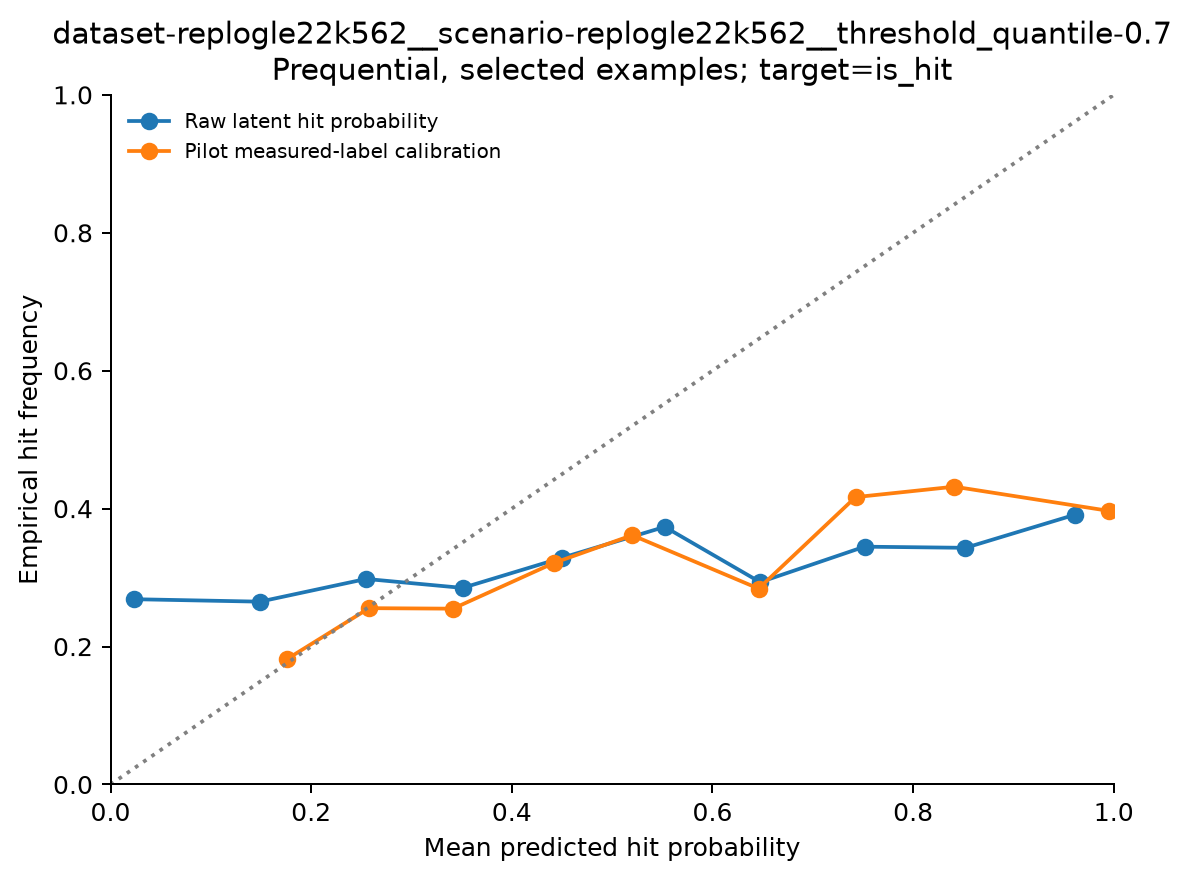 dataset-replogle22k562__scenario-replogle22k562__threshold_quantile-0.7
Prequential, selected examples; target=is_hit
Raw latent hit probability
Pilot measured-label calibration
Empirical hit frequency
1.0
0.8
0.6
0.4
0.2
0.0
0.0 0.2 0.4 0.6 0.8 1.0
Mean predicted hit probability